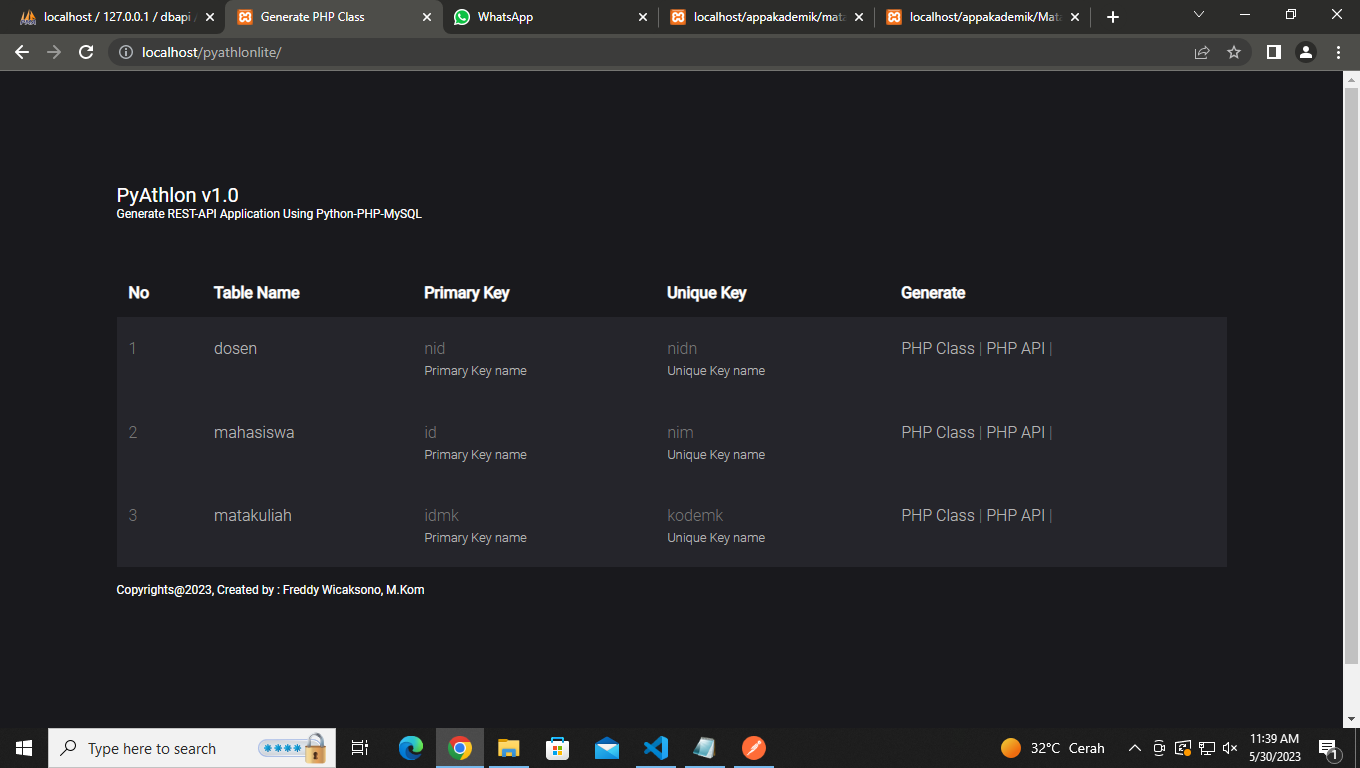 localhost / 127.0.0.1 / dbapi
Generate PHP Class
WhatsApp
localhost/appakademik/mata
localhost/appakademik/Mata
localhost/pyathlonlite/
PyAthlon v1.0
Generate REST-API Application Using Python-PHP-MySQL
No Table Name Primary Key Unique Key Generate
1 dosen nid nidn PHP Class | PHP API |
Primary Key name Unique Key name
2 mahasiswa id nim PHP Class | PHP API |
Primary Key name Unique Key name
3 matakuliah idmk kodemk PHP Class | PHP API |
Primary Key name Unique Key name
Copyrights@2023, Created by : Freddy Wicaksono, M.Kom
Type here to search
32°C Cerah
11:39 AM
5/30/2023
1